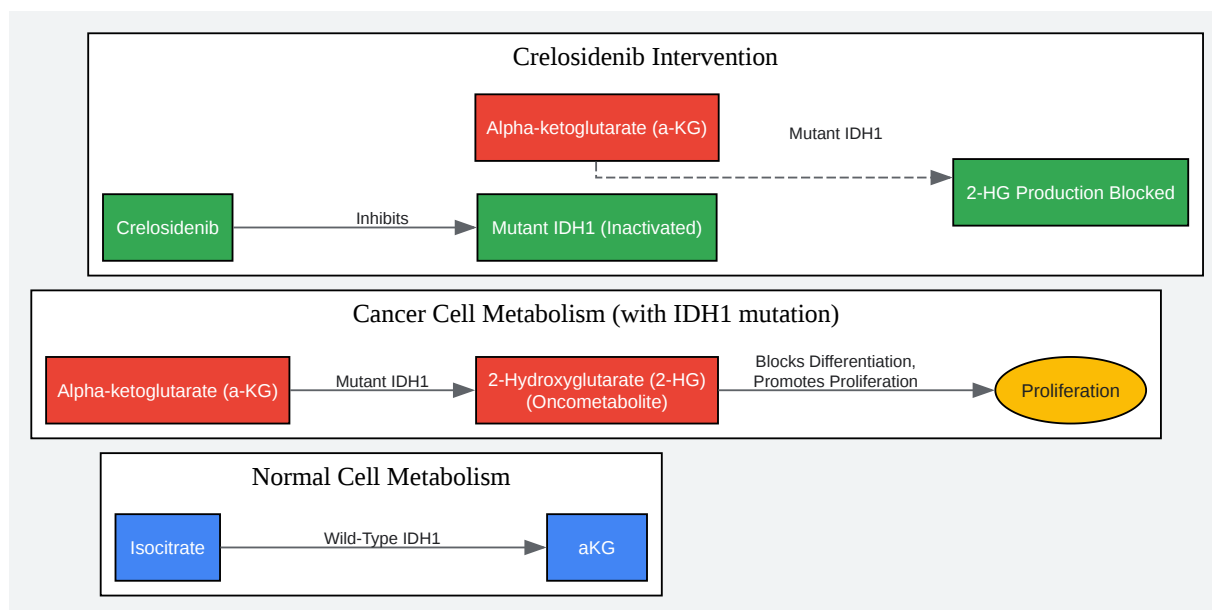 Crelosidenib Intervention
Alpha-ketoglutarate (a-KG)
Mutant IDH1
2-HG Production Blocked
Crelosidenib
Inhibits
Mutant IDH1 (Inactivated)
Cancer Cell Metabolism (with IDH1 mutation)
Alpha-ketoglutarate (a-KG)
Mutant IDH1
2-Hydroxyglutarate (2-HG)
(Oncometabolite)
Blocks Differentiation,
Promotes Proliferation
Proliferation
Normal Cell Metabolism
Isocitrate
Wild-Type IDH1
aKG